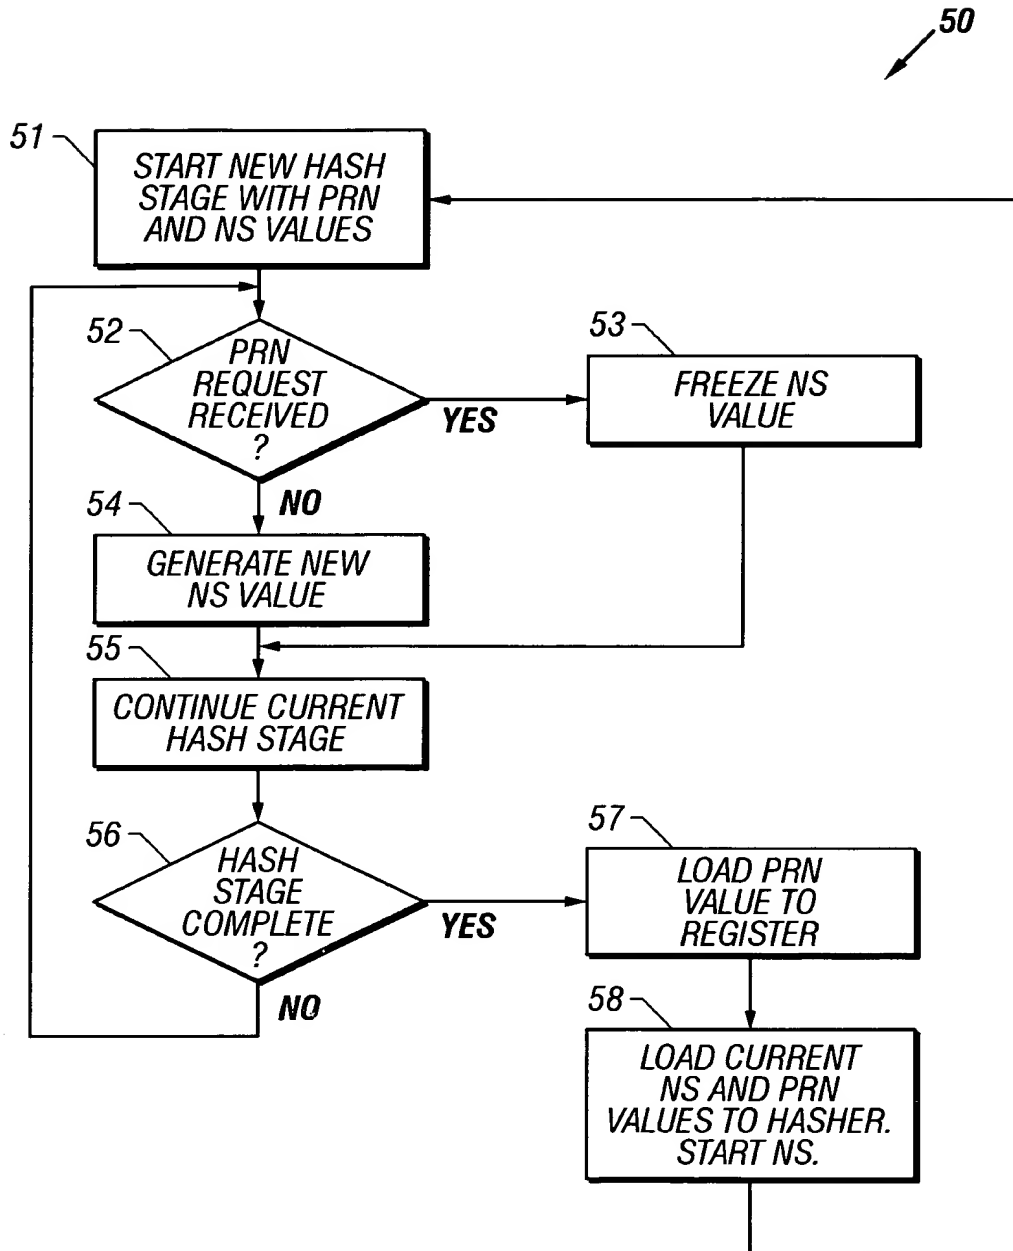 50
51
START NEW HASH
STAGE WITH PRN
AND NS VALUES
52
PRN
REQUEST
RECEIVED
?
YES
NO
53
FREEZE NS
VALUE
54
GENERATE NEW
NS VALUE
55
CONTINUE CURRENT
HASH STAGE
56
HASH
STAGE
COMPLETE
?
YES
NO
57
LOAD PRN
VALUE TO
REGISTER
58
LOAD CURRENT
NS AND PRN
VALUES TO HASHER.
START NS.